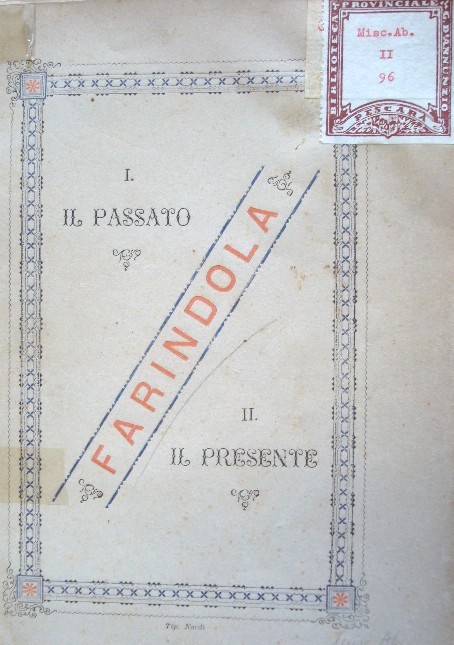 BIBLIOTECA PROVINCIALE G. D'ANNUNZIO
Misc.Ab.
II
96
PESCARA
I.
IL PASSATO
FARINDOLA
II.
IL PRESENTE
Tip. Nardi